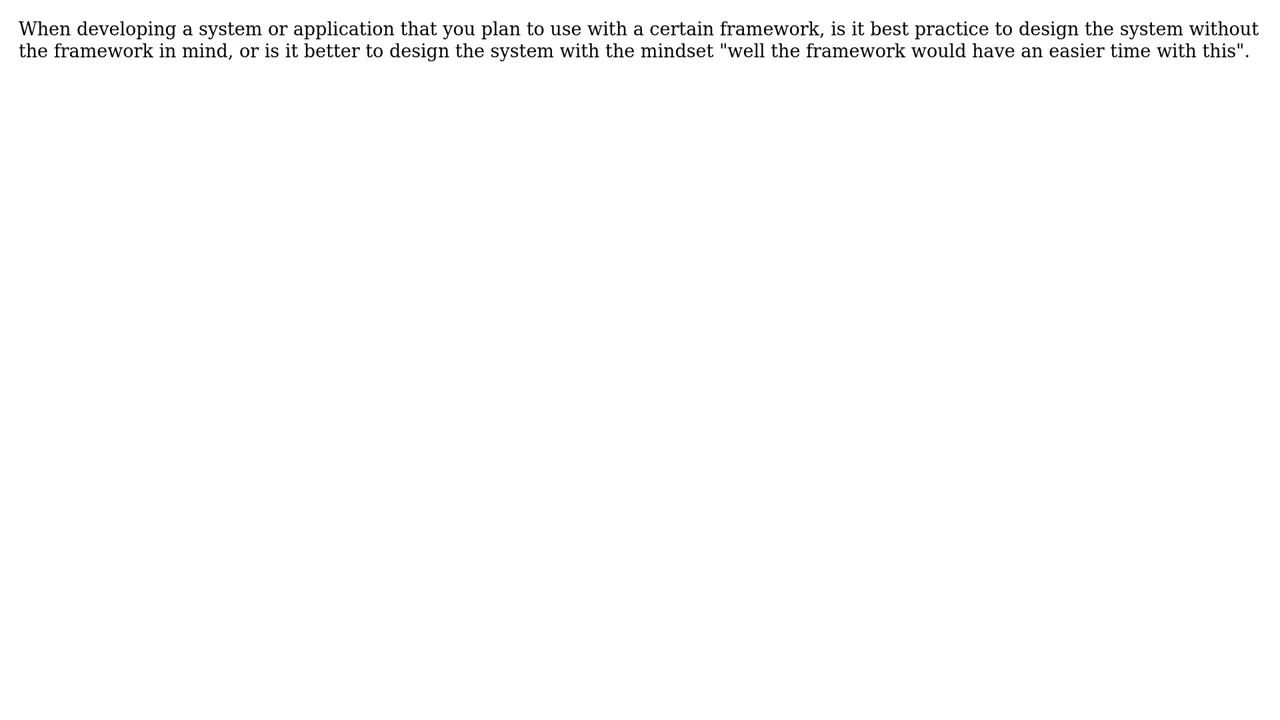 When developing a system or application that you plan to use with a certain framework, is it best practice to design the system without
the framework in mind, or is it better to design the system with the mindset "well the framework would have an easier time with this".